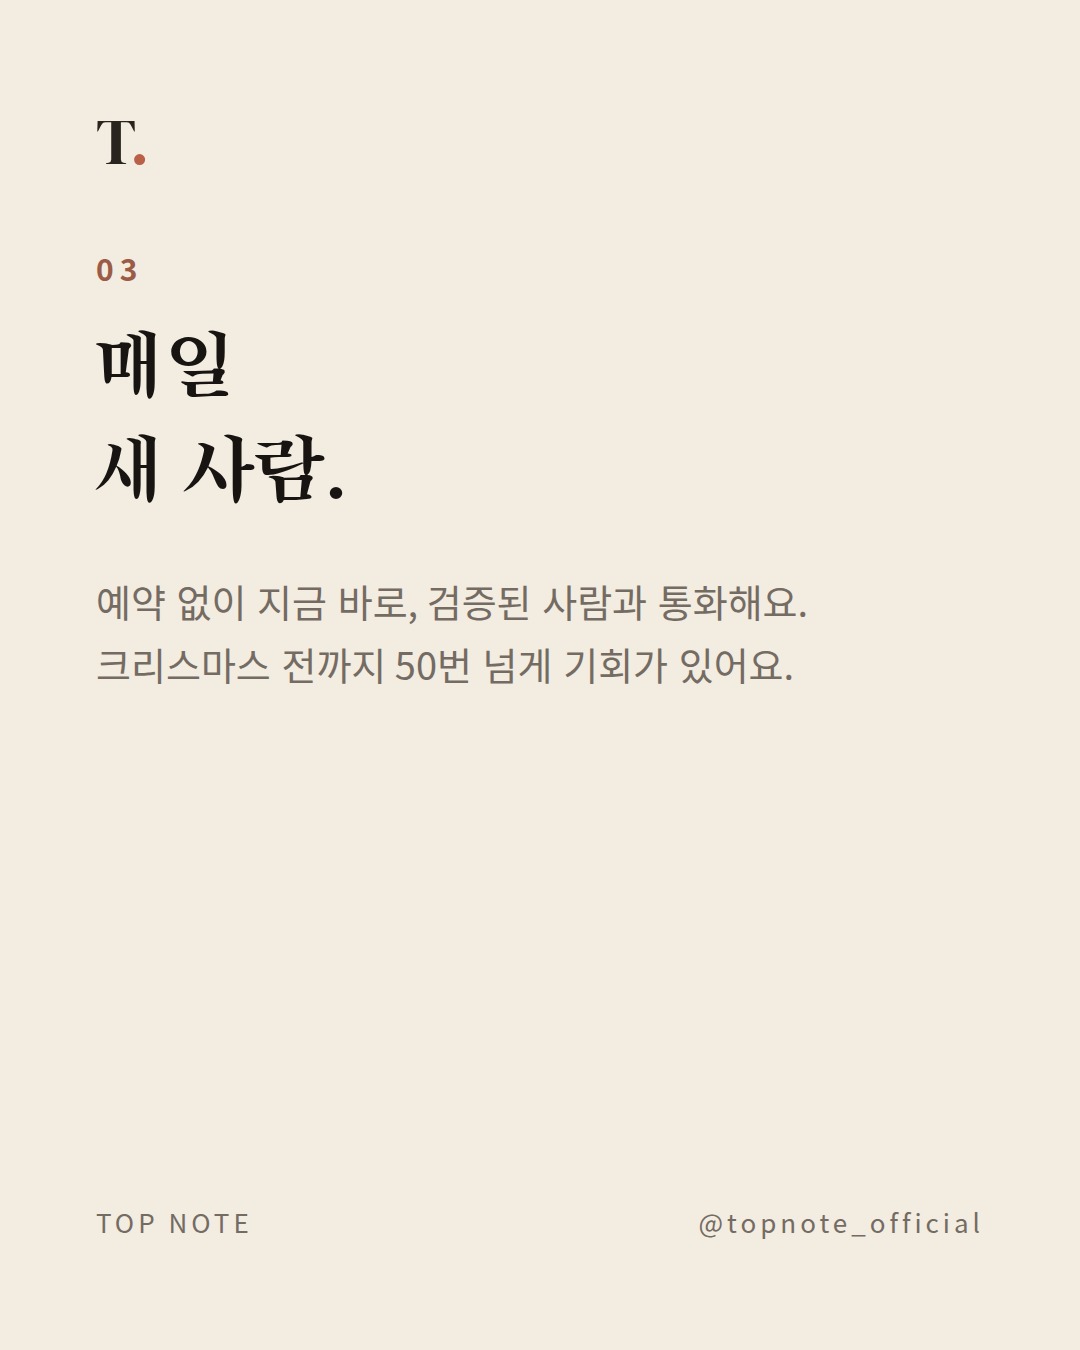 T.
03
매일
새 사람.
예약 없이 지금 바로, 검증된 사람과 통화해요.
크리스마스 전까지 50번 넘게 기회가 있어요.
TOP NOTE
@topnote_official